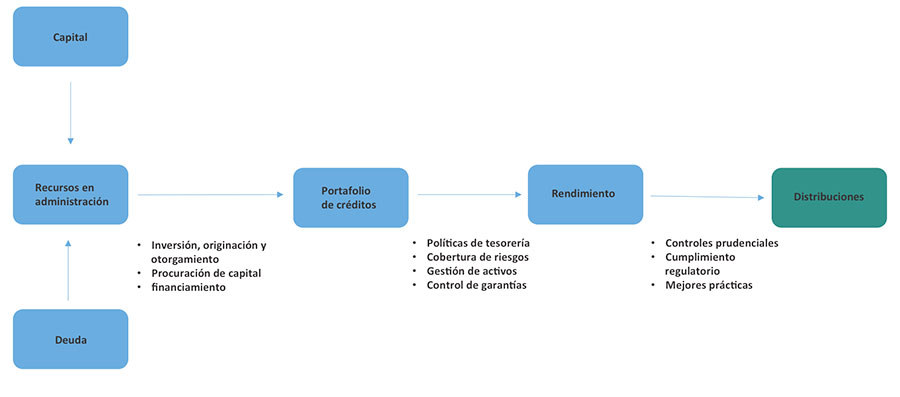 Capital
Recursos en
administración
Portafolio
de créditos
Rendimiento
Distribuciones
• Inversión, originación y
otorgamiento
• Procuración de capital
• financiamiento
• Políticas de tesorería
• Cobertura de riesgos
• Gestión de activos
• Control de garantías
• Controles prudenciales
• Cumplimiento
regulatorio
• Mejores prácticas
Deuda